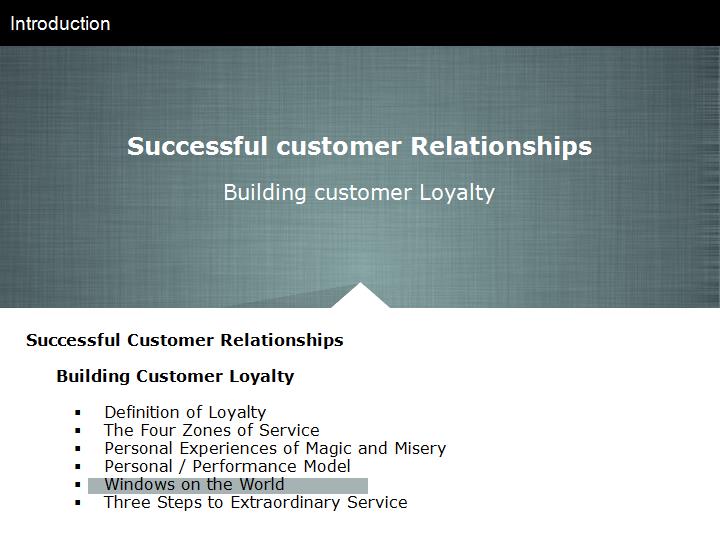 Introduction
Successful customer Relationships
Building customer Loyalty
Successful Customer Relationships
Building Customer Loyalty
▪ Definition of Loyalty
▪ The Four Zones of Service
▪ Personal Experiences of Magic and Misery
▪ Personal / Performance Model
▪ Windows on the World
▪ Three Steps to Extraordinary Service